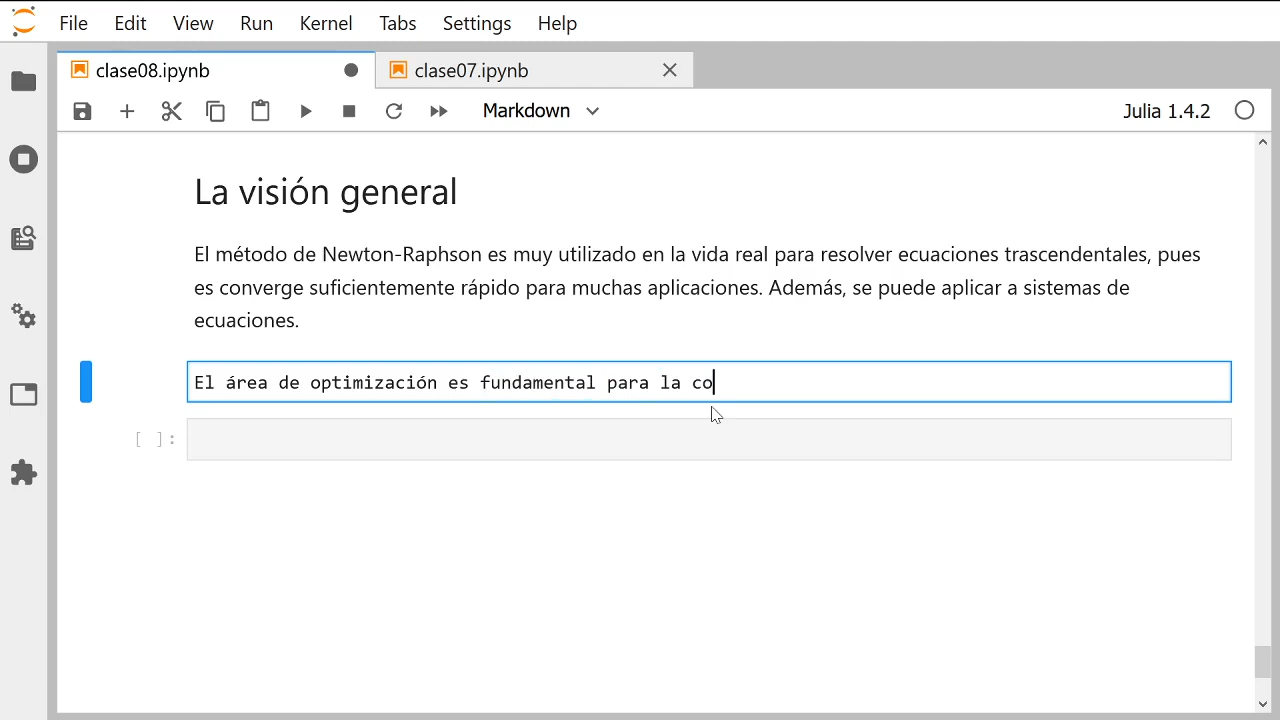 File Edit View Run Kernel Tabs Settings Help
clase08.ipynb clase07.ipynb
Markdown Julia 1.4.2
La visión general
El método de Newton-Raphson es muy utilizado en la vida real para resolver ecuaciones trascendentales, pues
es converge suficientemente rápido para muchas aplicaciones. Además, se puede aplicar a sistemas de
ecuaciones.
El área de optimización es fundamental para la co
[ ]: